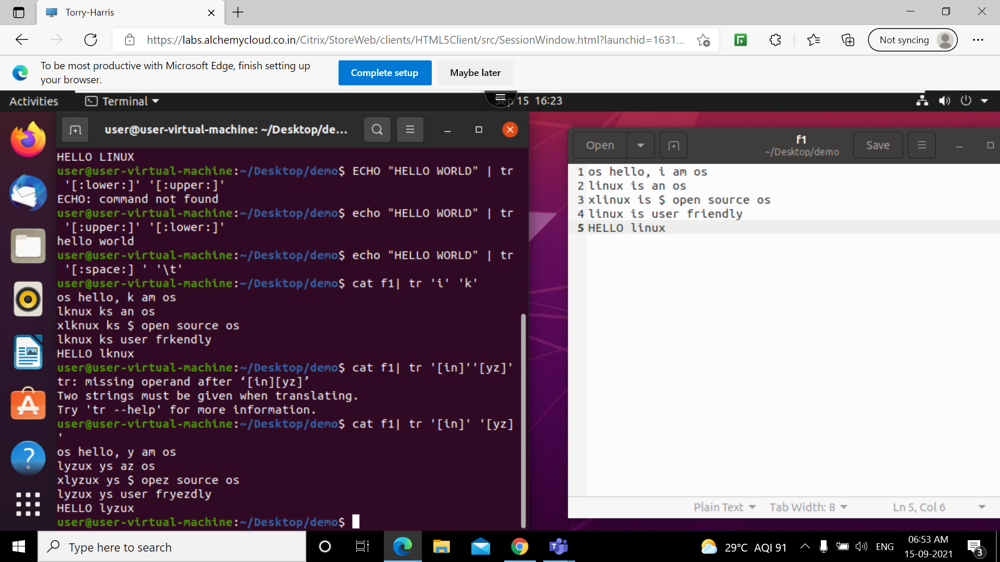 Torry-Harris
https://labs.alchemycloud.co.in/Citrix/StoreWeb/clients/HTML5Client/src/SessionWindow.html?launchid=1631...
Not syncing
To be most productive with Microsoft Edge, finish setting up
your browser.
Complete setup
Maybe later
Activities
Terminal
Sep 15 16:23
user@user-virtual-machine: ~/Desktop/de...
HELLO LINUX
user@user-virtual-machine:~/Desktop/demo$ ECHO "HELLO WORLD" | tr
'[:lower:]' '[:upper:]'
ECHO: command not found
user@user-virtual-machine:~/Desktop/demo$ echo "HELLO WORLD" | tr
'[:upper:]' '[:lower:]'
hello world
user@user-virtual-machine:~/Desktop/demo$ echo "HELLO WORLD" | tr
'[:space:] ' '\t'
user@user-virtual-machine:~/Desktop/demo$ cat f1| tr 'i' 'k'
os hello, k am os
lknux ks an os
xlknux ks $ open source os
lknux ks user frkendly
HELLO lknux
user@user-virtual-machine:~/Desktop/demo$ cat f1| tr '[in]''[yz]'
tr: missing operand after ‘[in][yz]’
Two strings must be given when translating.
Try 'tr --help' for more information.
user@user-virtual-machine:~/Desktop/demo$ cat f1| tr '[in]' '[yz]
'
os hello, y am os
lyzux ys az os
xlyzux ys $ opez source os
lyzux ys user fryezdly
HELLO lyzux
user@user-virtual-machine:~/Desktop/demo$
Open
f1
~/Desktop/demo
Save
1 os hello, i am os
2 linux is an os
3 xlinux is $ open source os
4 linux is user friendly
5 HELLO linux
Plain Text
Tab Width: 8
Ln 5, Col 6
Type here to search
29°C AQI 91
ENG
06:53 AM
15-09-2021
3